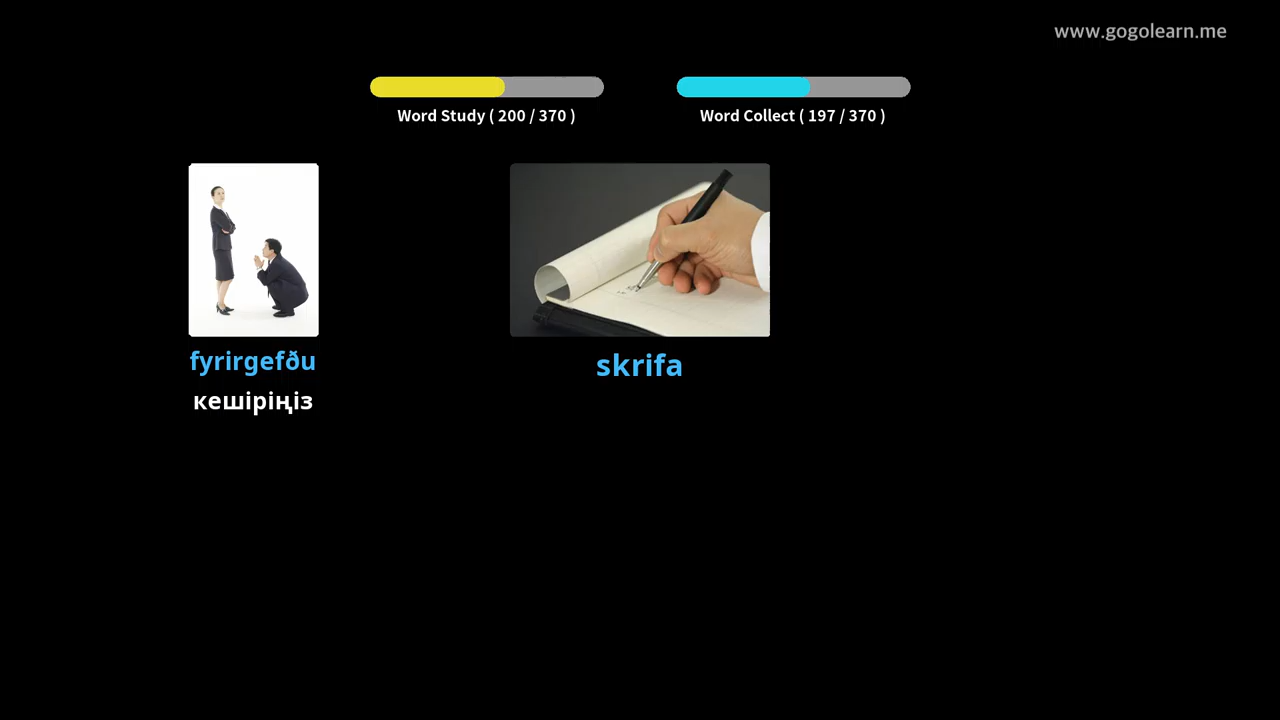 www.gogolearn.me
Word Study ( 200 / 370 )
Word Collect ( 197 / 370 )
fyrirgefðu
кешіріңіз
skrifa